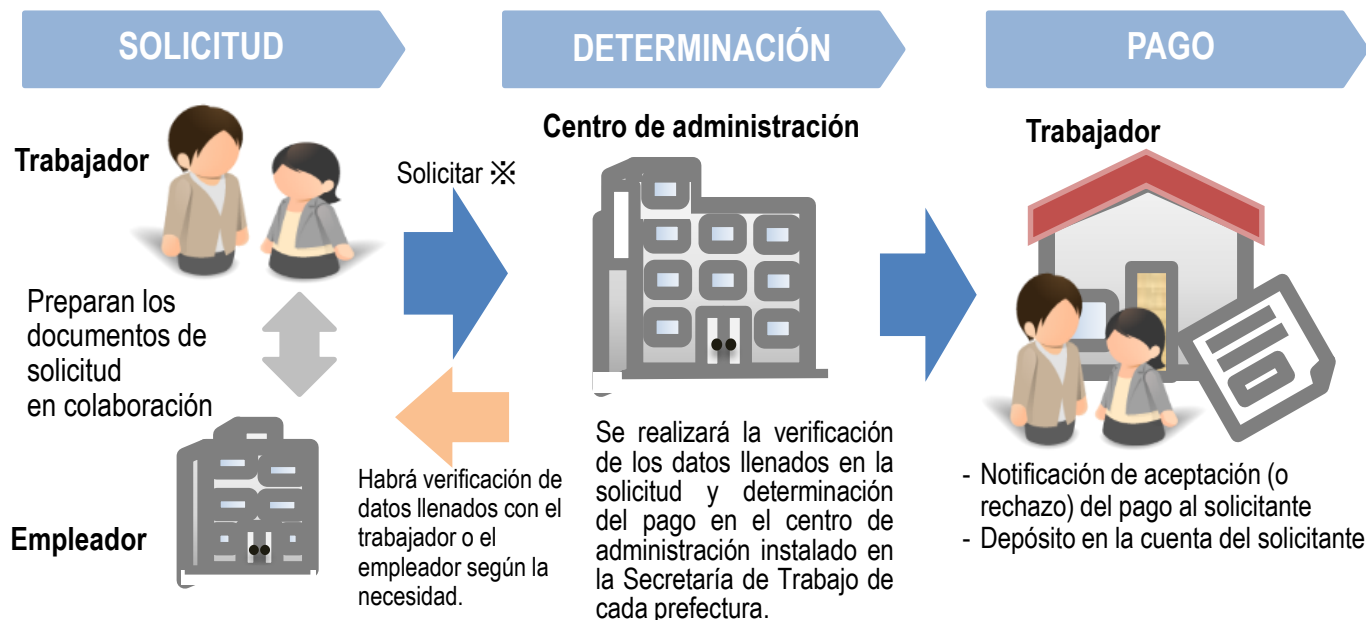 SOLICITUD
DETERMINACIÓN
PAGO
Trabajador
Solicitar ※
Preparan los
documentos de
solicitud
en colaboración
Empleador
Habrá verificación de
datos llenados con el
trabajador o el
empleador según la
necesidad.
Centro de administración
Se realizará la verificación
de los datos llenados en la
solicitud y determinación
del pago en el centro de
administración instalado en
la Secretaría de Trabajo de
cada prefectura.
Trabajador
- Notificación de aceptación (o
rechazo) del pago al solicitante
- Depósito en la cuenta del solicitante